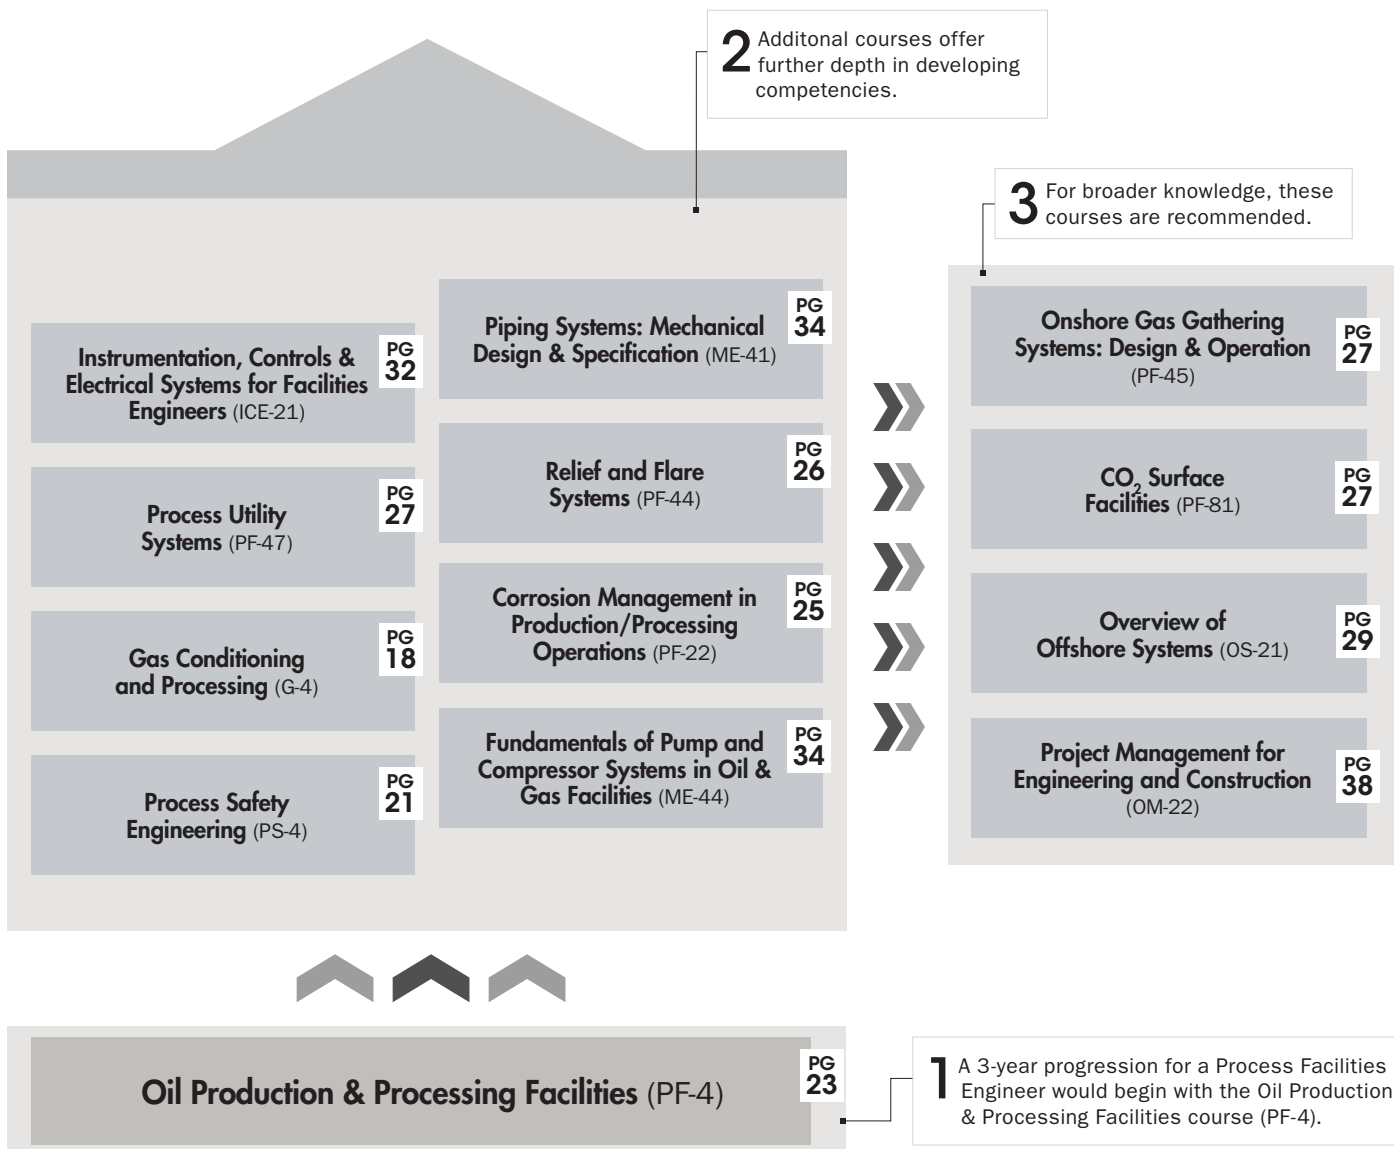 2 Additonal courses offer
further depth in developing
competencies.
3 For broader knowledge, these
courses are recommended.
Instrumentation, Controls &
Electrical Systems for Facilities
Engineers (ICE-21)
PG
32
Process Utility
Systems (PF-47)
PG
27
Gas Conditioning
and Processing (G-4)
PG
18
Process Safety
Engineering (PS-4)
PG
21
Piping Systems: Mechanical
Design & Specification (ME-41)
PG
34
Relief and Flare
Systems (PF-44)
PG
26
Corrosion Management in
Production/Processing
Operations (PF-22)
PG
25
Fundamentals of Pump and
Compressor Systems in Oil &
Gas Facilities (ME-44)
PG
34
Onshore Gas Gathering
Systems: Design & Operation
(PF-45)
PG
27
CO₂ Surface
Facilities (PF-81)
PG
27
Overview of
Offshore Systems (OS-21)
PG
29
Project Management for
Engineering and Construction
(OM-22)
PG
38
Oil Production & Processing Facilities (PF-4)
PG
23
1 A 3-year progression for a Process Facilities
Engineer would begin with the Oil Production
& Processing Facilities course (PF-4).